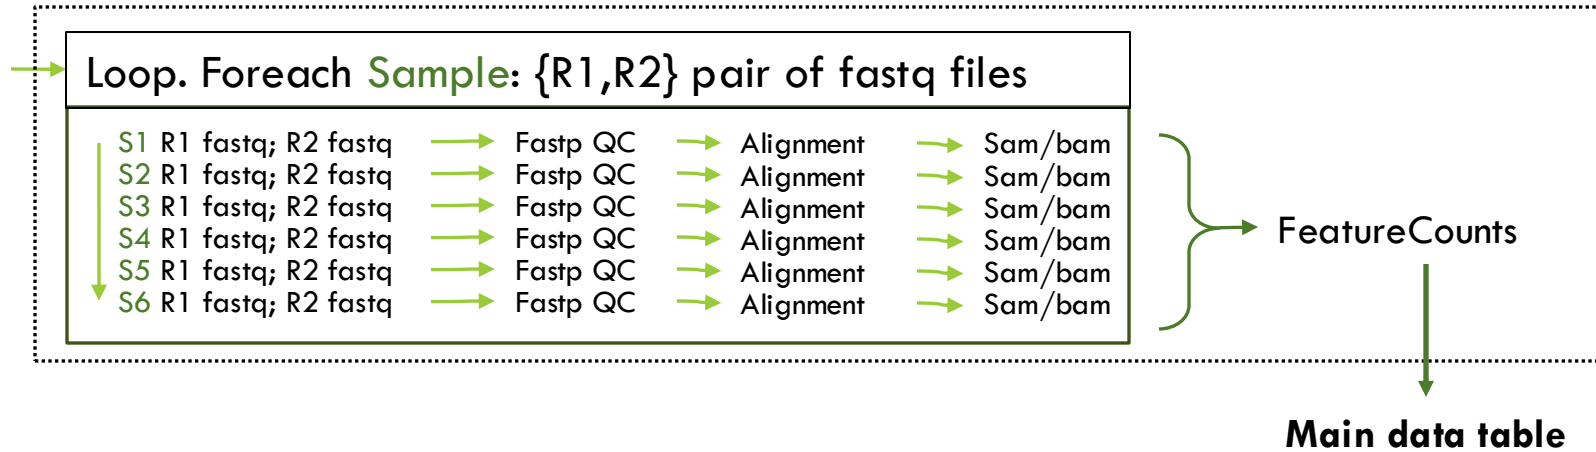 Loop. Foreach Sample: {R1,R2} pair of fastq files
S1 R1 fastq; R2 fastq Fastp QC Alignment Sam/bam
S2 R1 fastq; R2 fastq Fastp QC Alignment Sam/bam
S3 R1 fastq; R2 fastq Fastp QC Alignment Sam/bam
S4 R1 fastq; R2 fastq Fastp QC Alignment Sam/bam
S5 R1 fastq; R2 fastq Fastp QC Alignment Sam/bam
S6 R1 fastq; R2 fastq Fastp QC Alignment Sam/bam
FeatureCounts
Main data table